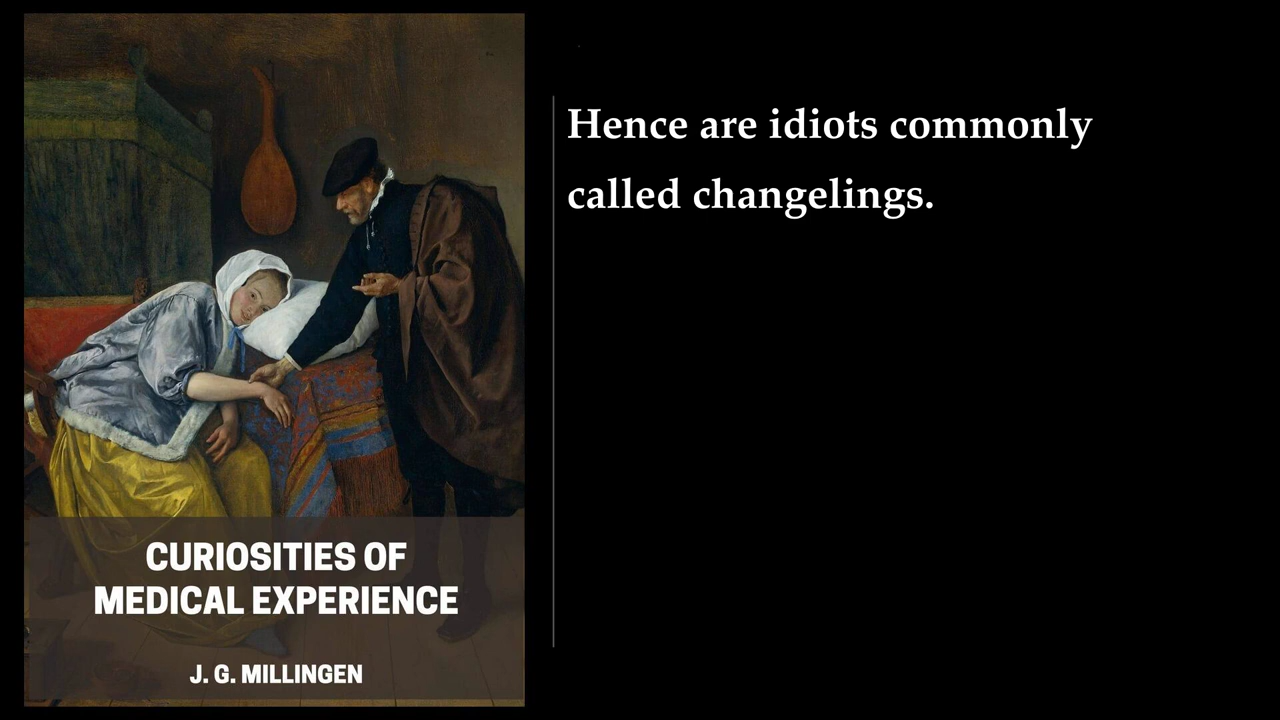 Hence are idiots commonly
called changelings.
CURIOSITIES OF
MEDICAL EXPERIENCE
J. G. MILLINGEN